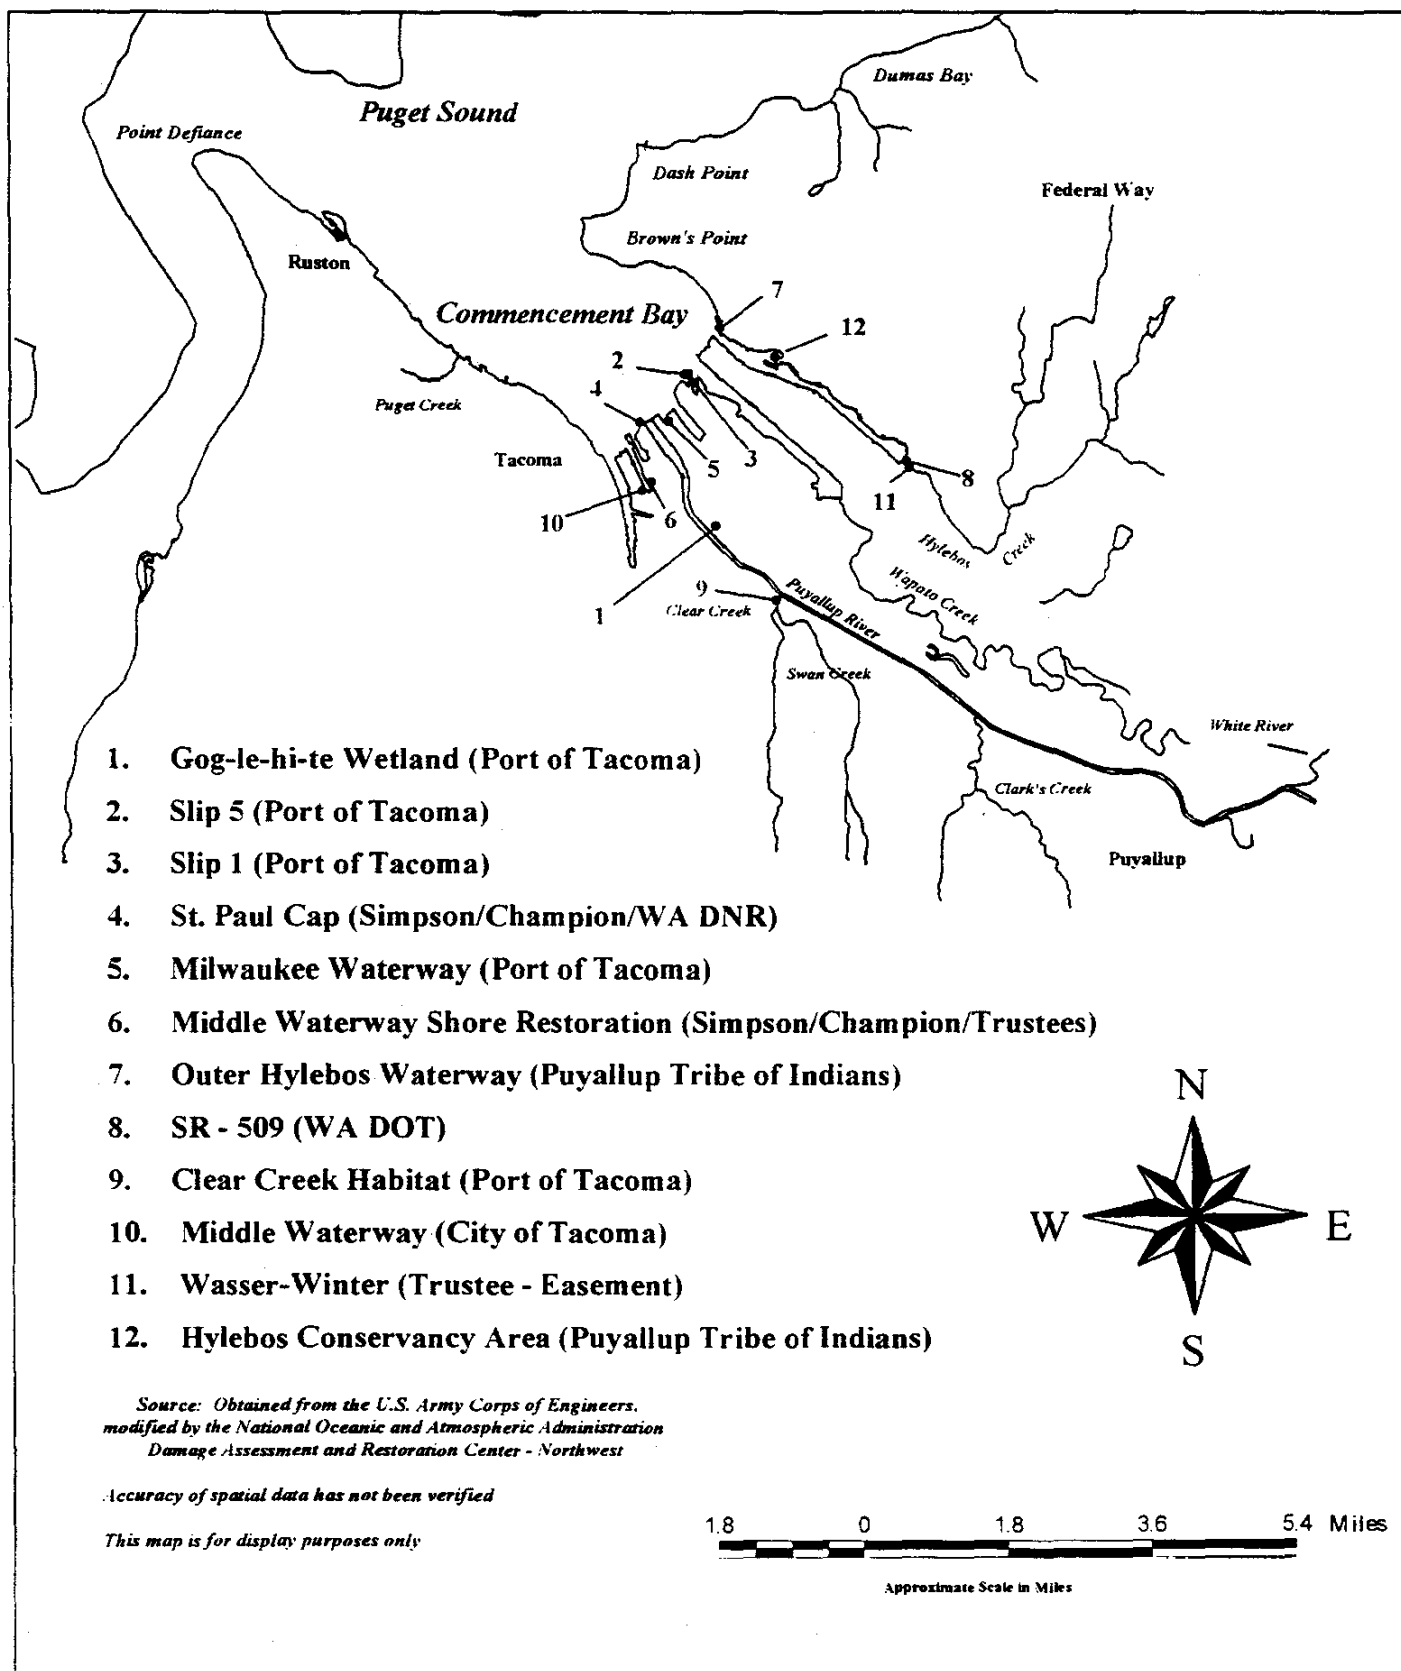 Dumas Bay
Puget Sound
Point Defiance
Dash Point
Federal Way
Brown's Point
Ruston
7
Commencement Bay
12
2
4
Puget Creek
Tacoma
5
3
8
11
10
6
Hylebos Creek
Wapato Creek
9
Puyallup River
1
Clear Creek
Swan Creek
White River
Clark's Creek
Puyallup
1. Gog-le-hi-te Wetland (Port of Tacoma)
2. Slip 5 (Port of Tacoma)
3. Slip 1 (Port of Tacoma)
4. St. Paul Cap (Simpson/Champion/WA DNR)
5. Milwaukee Waterway (Port of Tacoma)
6. Middle Waterway Shore Restoration (Simpson/Champion/Trustees)
7. Outer Hylebos Waterway (Puyallup Tribe of Indians)
8. SR - 509 (WA DOT)
9. Clear Creek Habitat (Port of Tacoma)
10. Middle Waterway (City of Tacoma)
11. Wasser-Winter (Trustee - Easement)
12. Hylebos Conservancy Area (Puyallup Tribe of Indians)
N
W E
S
Source: Obtained from the U.S. Army Corps of Engineers,
modified by the National Oceanic and Atmospheric Administration
Damage Assessment and Restoration Center - Northwest
Accuracy of spatial data has not been verified
This map is for display purposes only
1.8 0 1.8 3.6 5.4 Miles
Approximate Scale in Miles